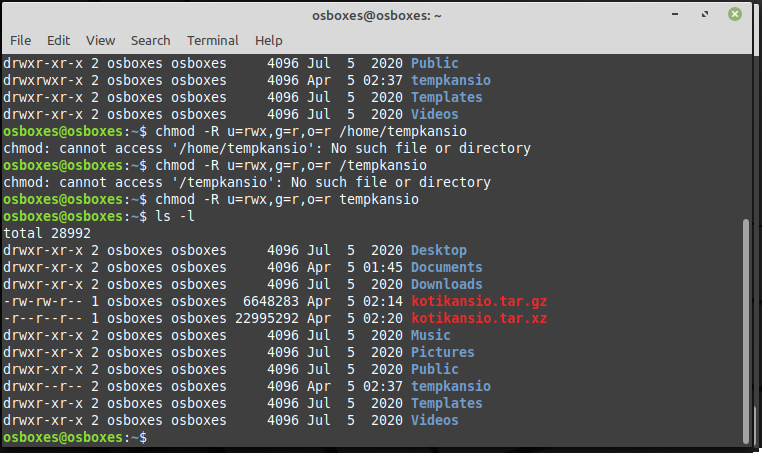 osboxes@osboxes: ~
File Edit View Search Terminal Help
drwxr-xr-x 2 osboxes osboxes     4096 Jul  5  2020 Public
drwxrwxr-x 2 osboxes osboxes     4096 Apr  5 02:37 tempkansio
drwxr-xr-x 2 osboxes osboxes     4096 Jul  5  2020 Templates
drwxr-xr-x 2 osboxes osboxes     4096 Jul  5  2020 Videos
osboxes@osboxes:~$ chmod -R u=rwx,g=r,o=r /home/tempkansio
chmod: cannot access '/home/tempkansio': No such file or directory
osboxes@osboxes:~$ chmod -R u=rwx,g=r,o=r /tempkansio
chmod: cannot access '/tempkansio': No such file or directory
osboxes@osboxes:~$ chmod -R u=rwx,g=r,o=r tempkansio
osboxes@osboxes:~$ ls -l
total 28992
drwxr-xr-x 2 osboxes osboxes     4096 Jul  5  2020 Desktop
drwxr-xr-x 2 osboxes osboxes     4096 Apr  5 01:45 Documents
drwxr-xr-x 2 osboxes osboxes     4096 Jul  5  2020 Downloads
-rw-rw-r-- 1 osboxes osboxes  6648283 Apr  5 02:14 kotikansio.tar.gz
-r--r--r-- 1 osboxes osboxes 22995292 Apr  5 02:20 kotikansio.tar.xz
drwxr-xr-x 2 osboxes osboxes     4096 Jul  5  2020 Music
drwxr-xr-x 2 osboxes osboxes     4096 Jul  5  2020 Pictures
drwxr-xr-x 2 osboxes osboxes     4096 Jul  5  2020 Public
drwxr--r-- 2 osboxes osboxes     4096 Apr  5 02:37 tempkansio
drwxr-xr-x 2 osboxes osboxes     4096 Jul  5  2020 Templates
drwxr-xr-x 2 osboxes osboxes     4096 Jul  5  2020 Videos
osboxes@osboxes:~$